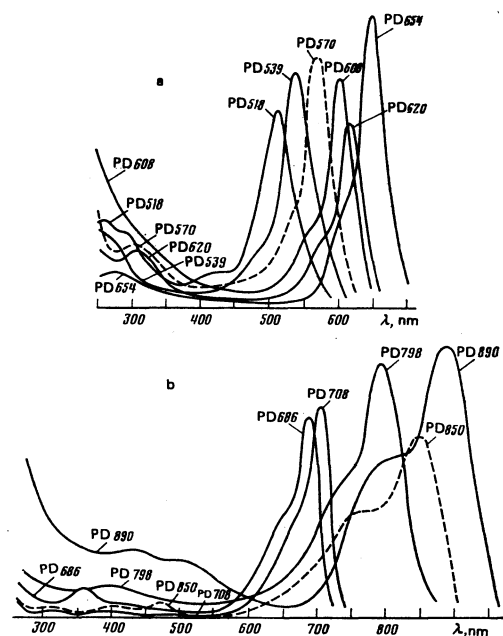 PD654
PD570
a
PD539
PD608
PD518
PD620
PD608
PD518
PD570
PD620
PD539
PD654
300 400 500 600 λ, nm
b
PD798
PD890
PD708
PD686
PD850
PD890
PD686
PD798
PD850
PD708
300 400 500 600 700 800 λ, nm